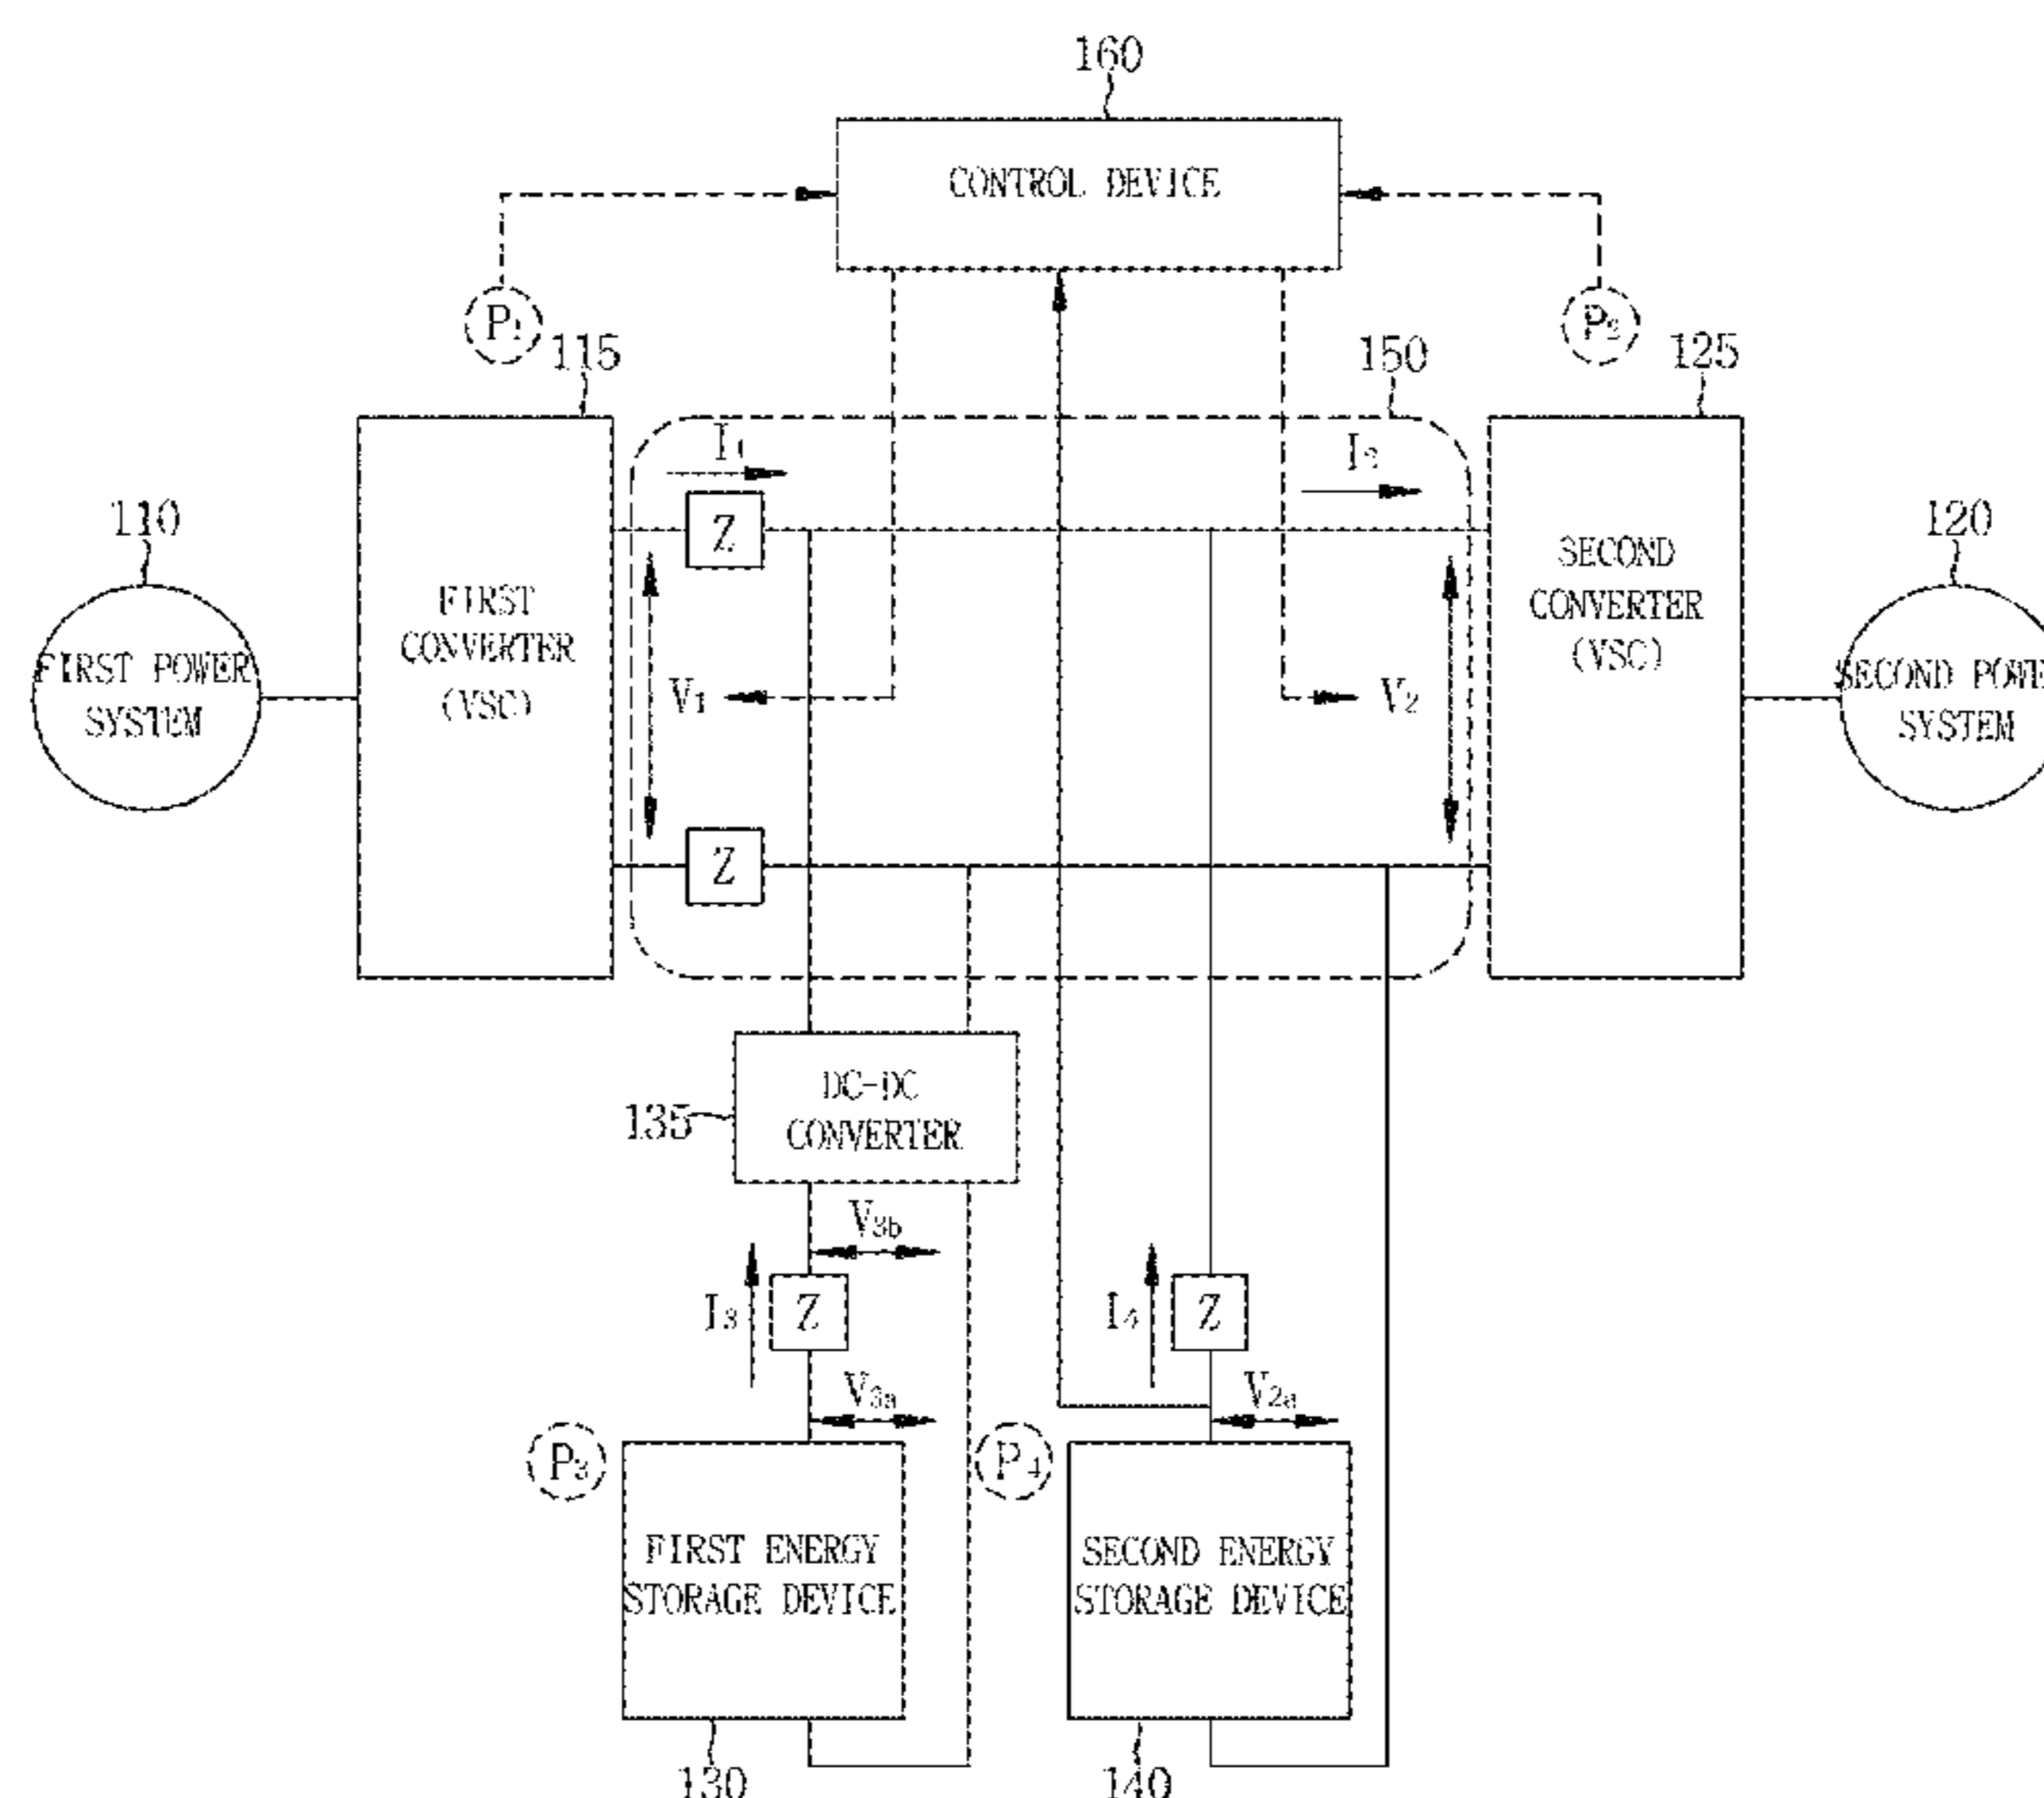 160
CONTROL DEVICE
P1
P2
115
150
125
I1
I2
110
120
Z
FIRST
CONVERTER
(VSC)
SECOND
CONVERTER
(VSC)
FIRST POWER
SYSTEM
V1
V2
SECOND POWE
SYSTEM
Z
135
DC-DC
CONVERTER
V3b
I3
Z
I4
Z
V3a
V2a
P3
P4
FIRST ENERGY
STORAGE DEVICE
SECOND ENERGY
STORAGE DEVICE
130
140